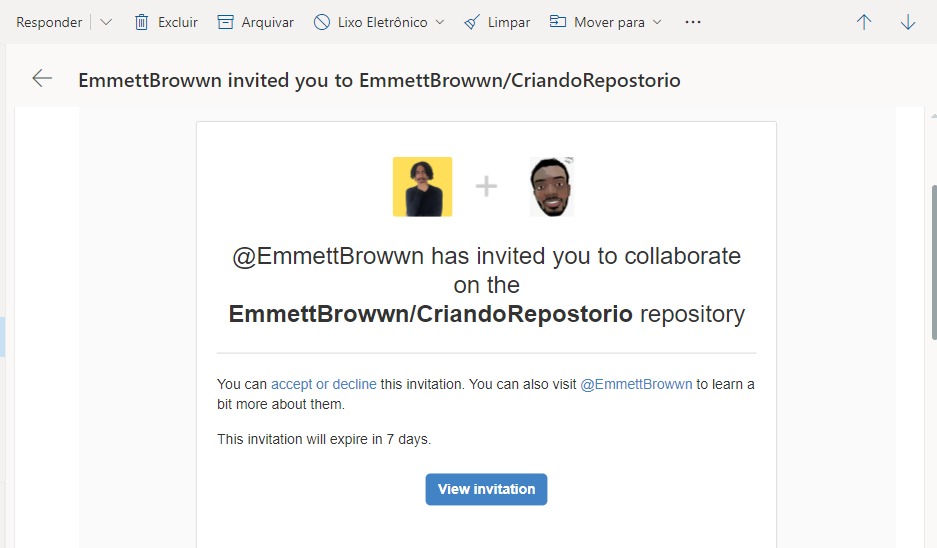 Responder Excluir Arquivar Lixo Eletrônico Limpar Mover para ...
EmmettBrowwn invited you to EmmettBrowwn/CriandoRepostorio
+
@EmmettBrowwn has invited you to collaborate
on the
EmmettBrowwn/CriandoRepostorio repository
You can accept or decline this invitation. You can also visit @EmmettBrowwn to learn a
bit more about them.
This invitation will expire in 7 days.
View invitation